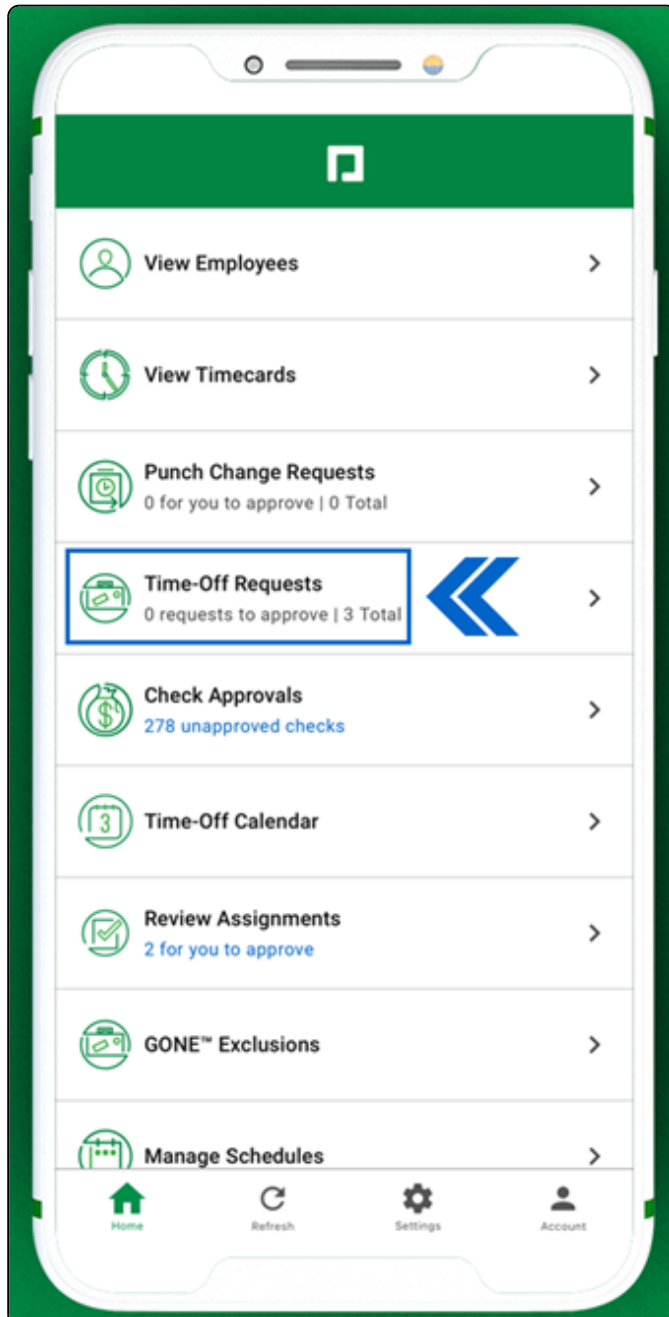 View Employees
View Timecards
Punch Change Requests
0 for you to approve | 0 Total
Time-Off Requests
0 requests to approve | 3 Total
Check Approvals
278 unapproved checks
3
Time-Off Calendar
Review Assignments
2 for you to approve
GONE™ Exclusions
Manage Schedules
Home
Refresh
Settings
Account